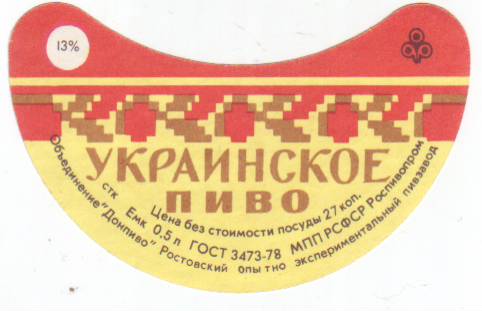 13%
УКРАИНСКОЕ
ПИВО
Цена без стоимости посуды 27 коп.
стк Емк 0.5 л ГОСТ 3473-78 МПП РСФСР Роспивопром
Объединение "Донпиво" Ростовский опытно экспериментальный пивзавод